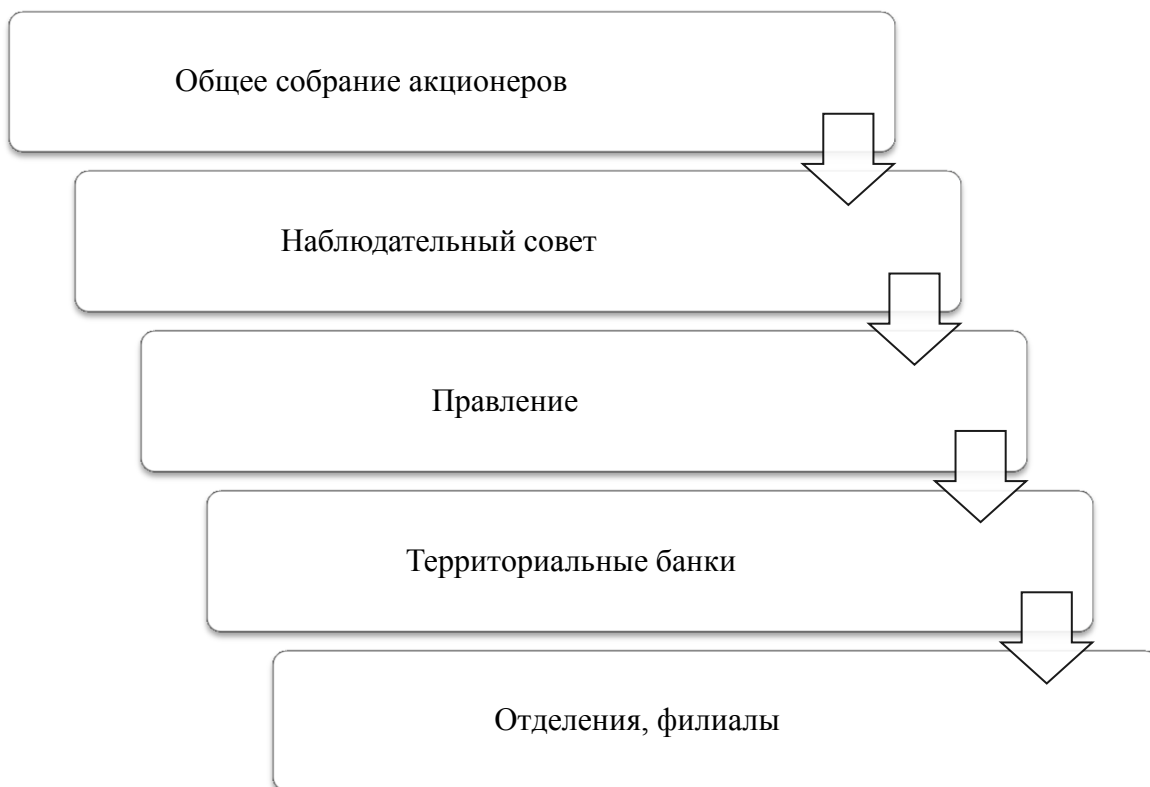 Общее собрание акционеров
Наблюдательный совет
Правление
Территориальные банки
Отделения, филиалы